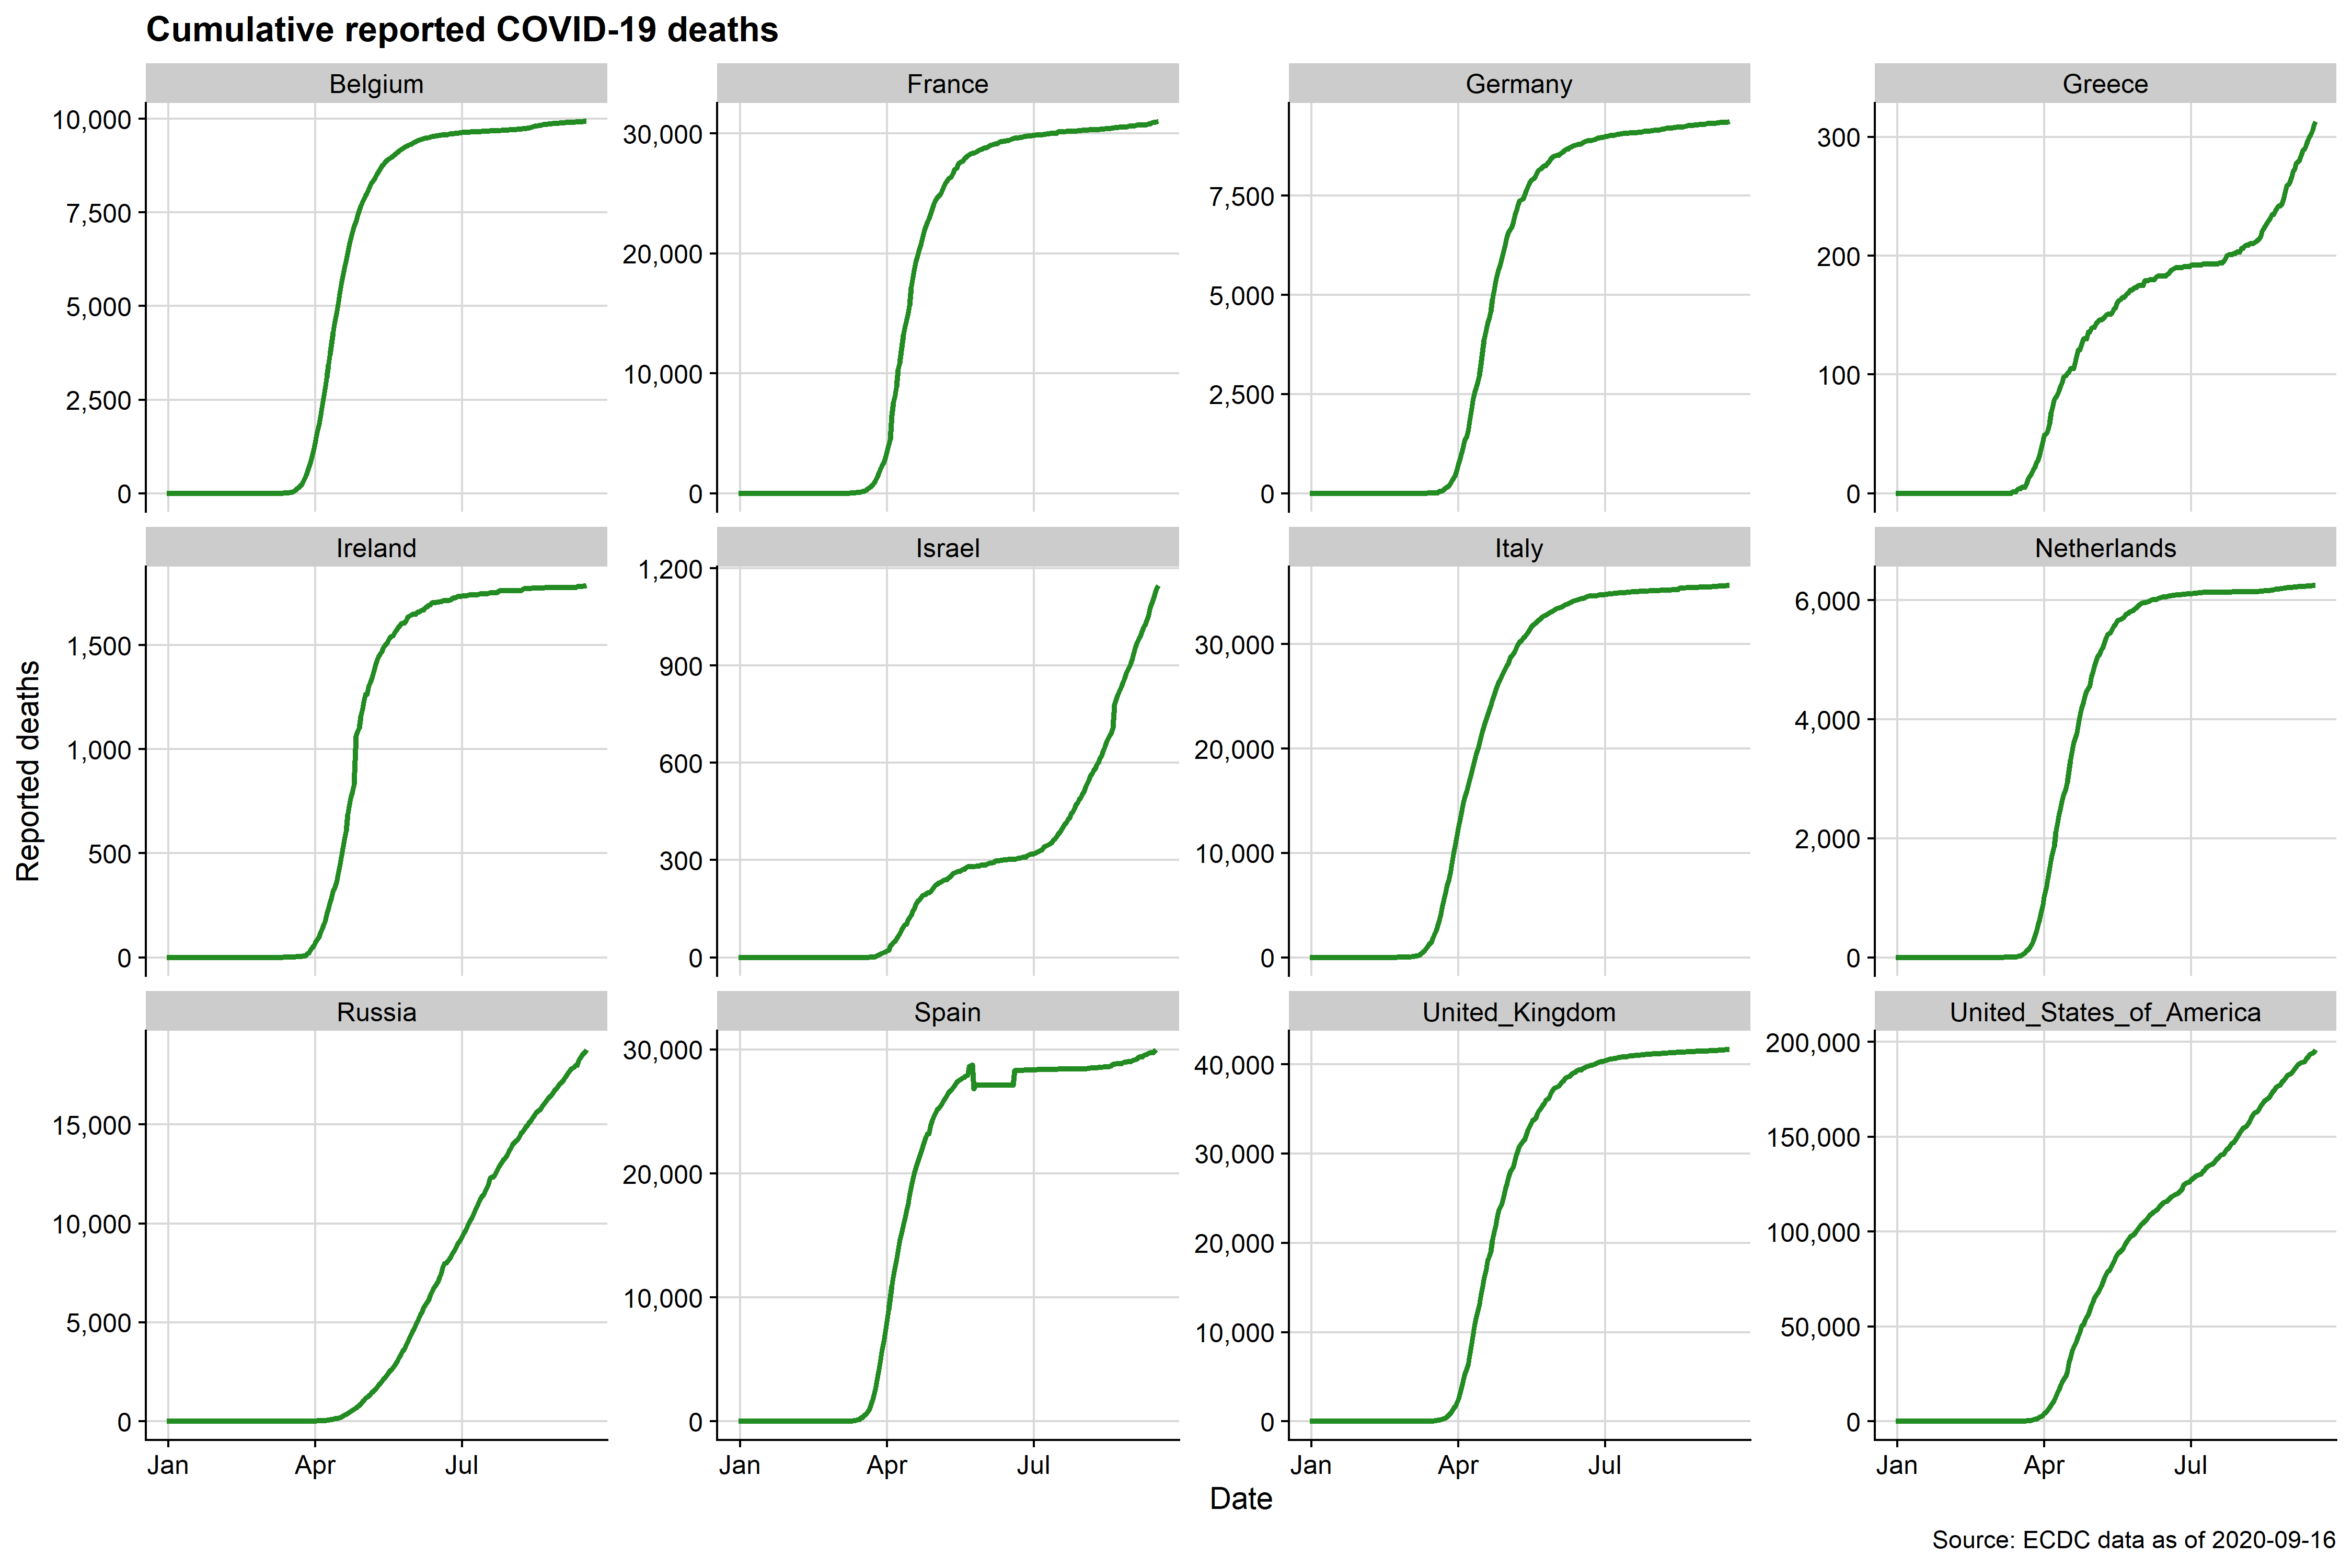 Cumulative reported COVID-19 deaths
Belgium
France
Germany
Greece
10,000
7,500
5,000
2,500
0
30,000
20,000
10,000
0
7,500
5,000
2,500
0
300
200
100
0
Ireland
Israel
Italy
Netherlands
1,500
1,000
500
0
1,200
900
600
300
0
30,000
20,000
10,000
0
6,000
4,000
2,000
0
Reported deaths
Russia
Spain
United_Kingdom
United_States_of_America
15,000
10,000
5,000
0
30,000
20,000
10,000
0
40,000
30,000
20,000
10,000
0
200,000
150,000
100,000
50,000
0
Jan Apr Jul
Jan Apr Jul
Jan Apr Jul
Jan Apr Jul
Date
Source: ECDC data as of 2020-09-16